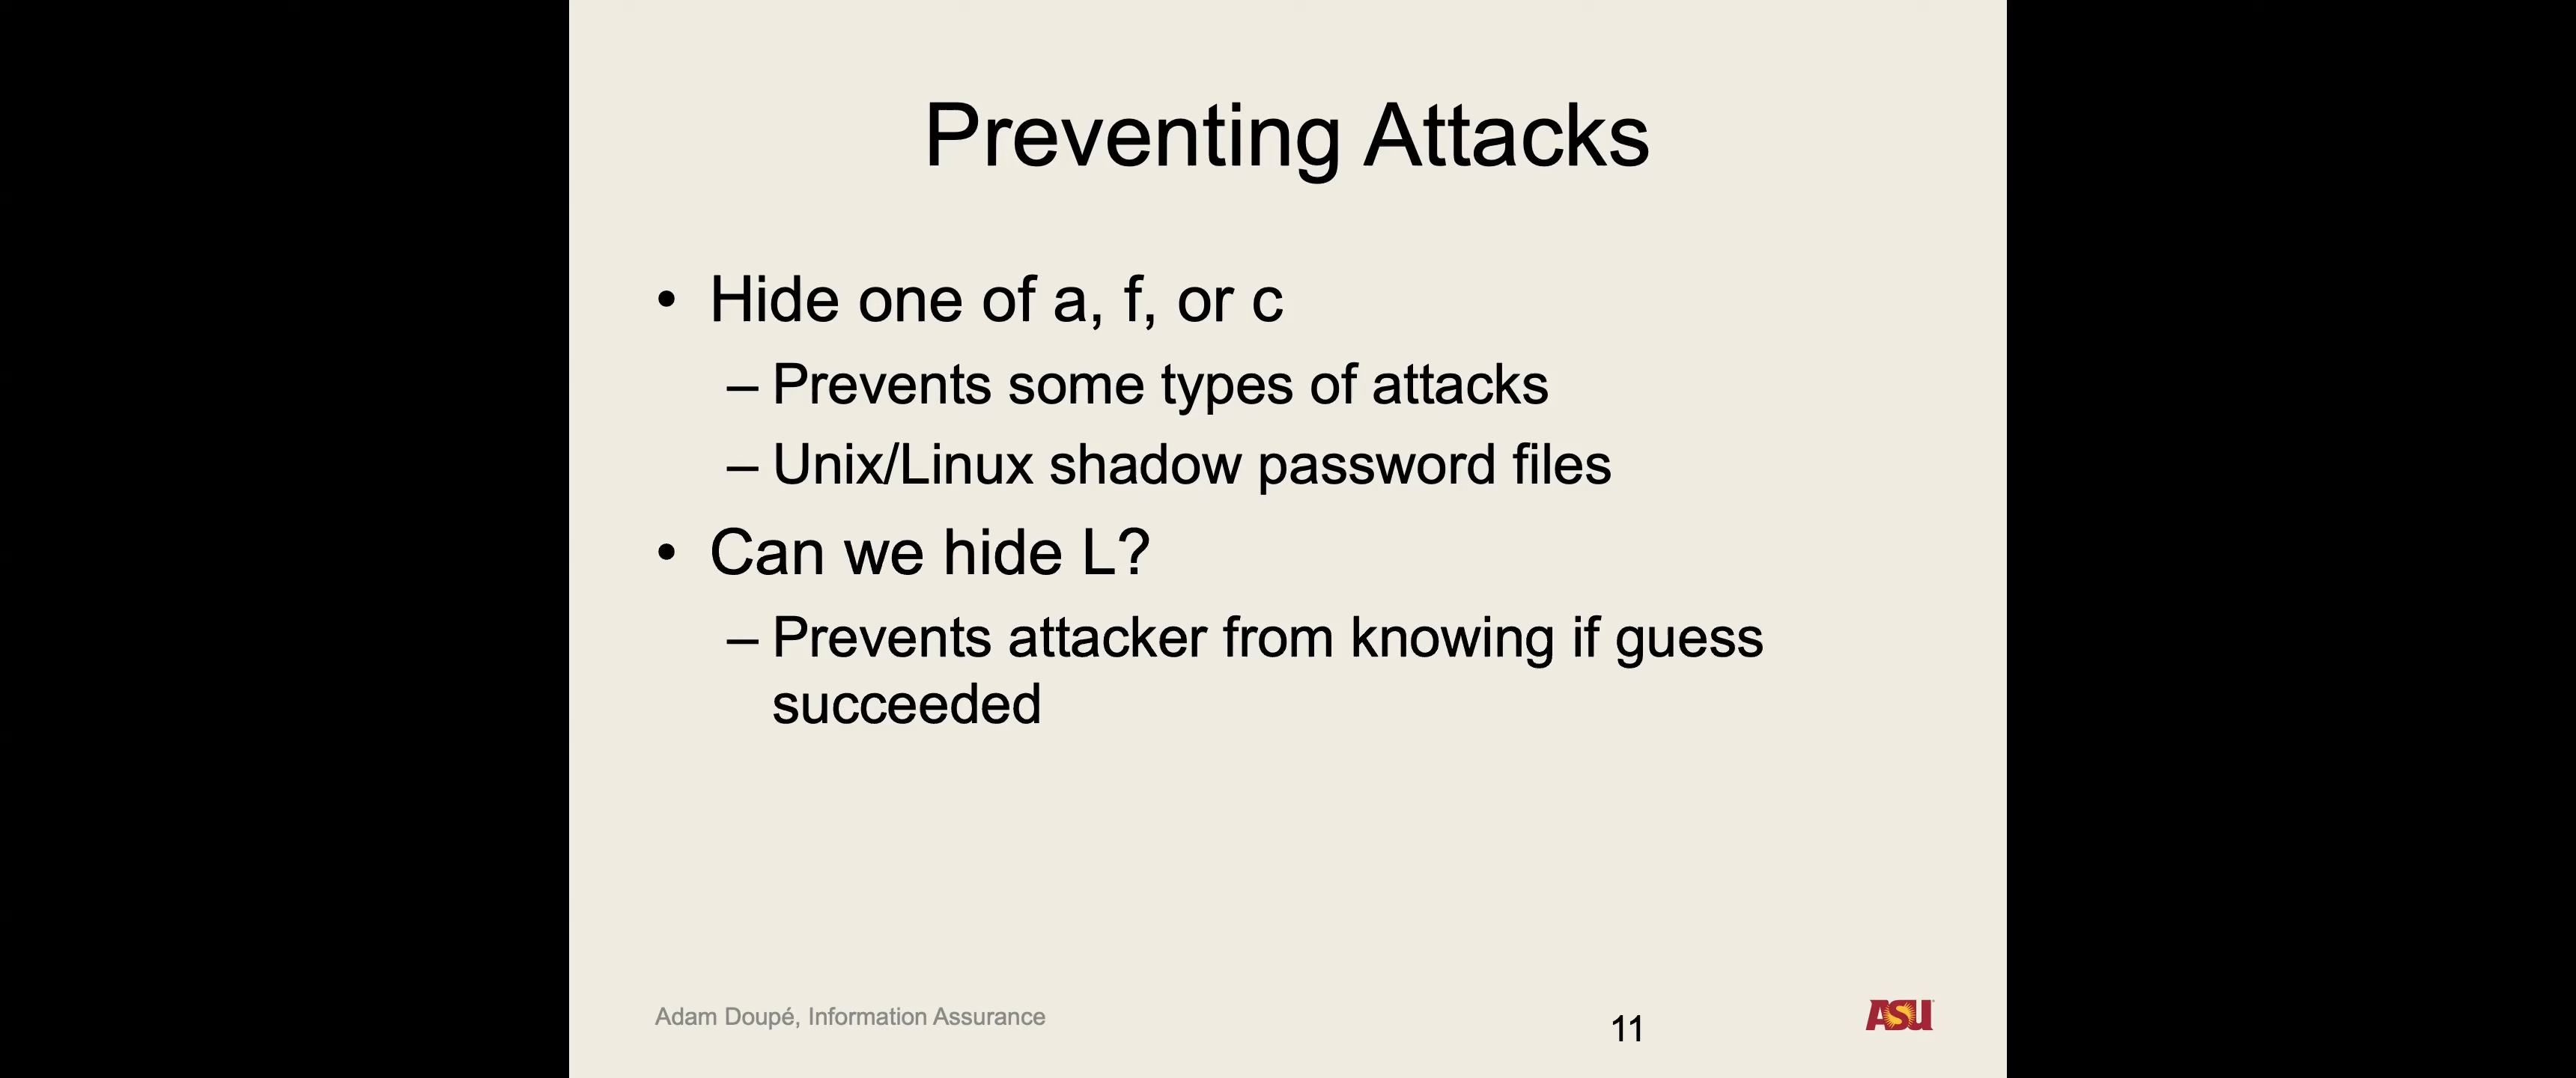 Preventing Attacks
• Hide one of a, f, or c
– Prevents some types of attacks
– Unix/Linux shadow password files
• Can we hide L?
– Prevents attacker from knowing if guess
succeeded
Adam Doupé, Information Assurance
11
ASU